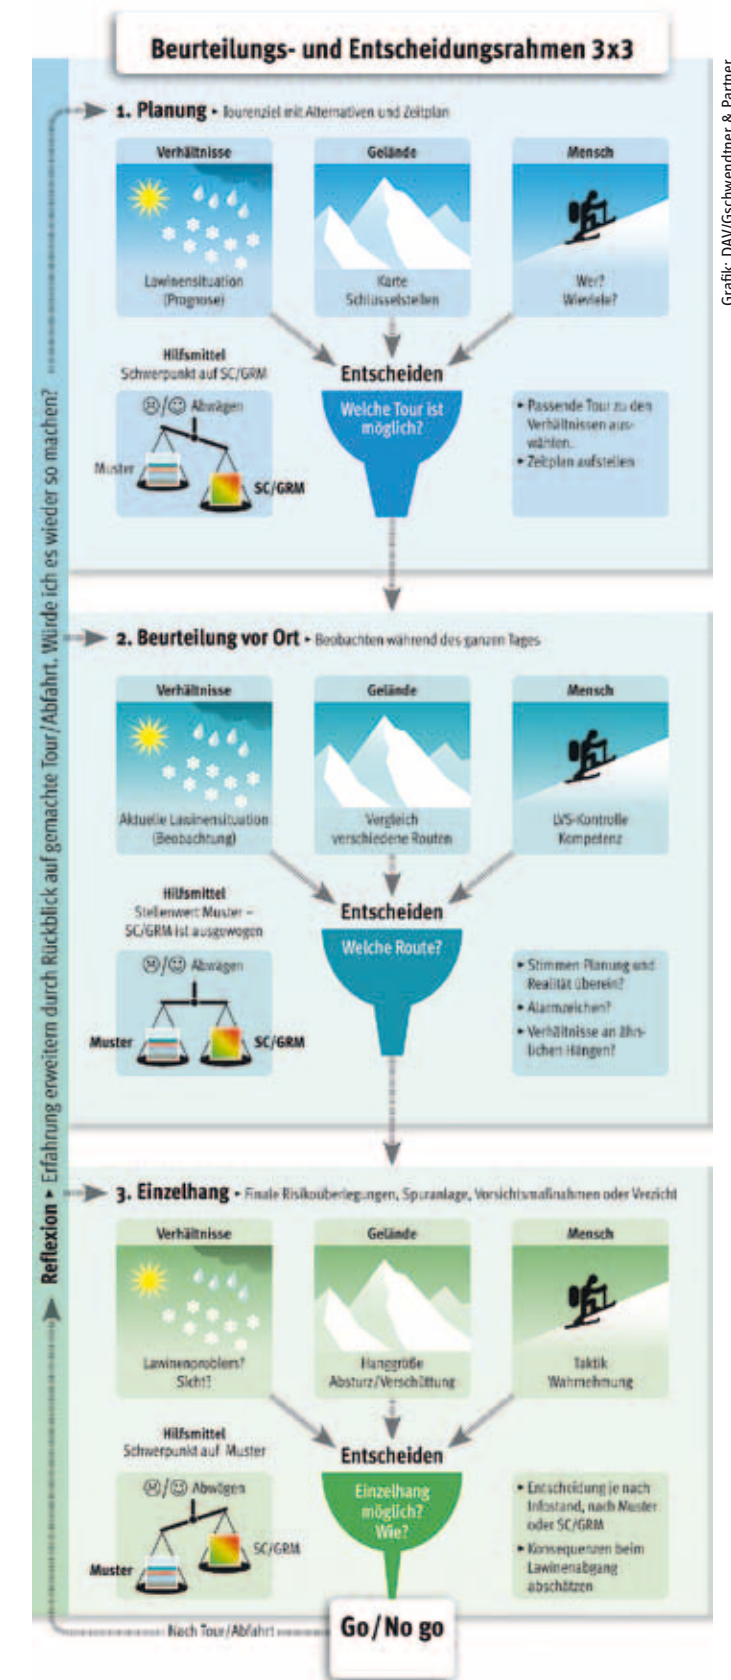 Beurteilungs- und Entscheidungsrahmen 3x3
Grafik: DAV/Gschwendtner & Partner
1. Planung ▸ Tourenziel mit Alternativen und Zeitplan
Verhältnisse
Gelände
Mensch
Lawinensituation
(Prognose)
Karte
Schlüsselstellen
Wer?
Wieviele?
Hilfsmittel
Schwerpunkt auf SC/GRM
☹/☺ Abwägen
Muster
SC/GRM
Entscheiden
Welche Tour ist
möglich?
▸ Passende Tour zu den
Verhältnissen aus-
wählen.
▸ Zeitplan aufstellen
2. Beurteilung vor Ort ▸ Beobachten während des ganzen Tages
Verhältnisse
Gelände
Mensch
Aktuelle Lawinensituation
(Beobachtung)
Vergleich
verschiedene Routen
LVS-Kontrolle
Kompetenz
Hilfsmittel
Stellenwert Muster –
SC/GRM ist ausgewogen
☹/☺ Abwägen
Muster
SC/GRM
Entscheiden
Welche Route?
▸ Stimmen Planung und
Realität überein?
▸ Alarmzeichen?
▸ Verhältnisse an ähn-
lichen Hängen?
3. Einzelhang ▸ Finale Risikoüberlegungen, Spuranlage, Vorsichtsmaßnahmen oder Verzicht
Verhältnisse
Gelände
Mensch
Lawinenproblem?
Sicht?
Hanggröße
Absturz/Verschüttung
Taktik
Wahrnehmung
Hilfsmittel
Schwerpunkt auf Muster
☹/☺ Abwägen
Muster
SC/GRM
Entscheiden
Einzelhang
möglich?
Wie?
▸ Entscheidung je nach
Infostand, nach Muster
oder SC/GRM
▸ Konsequenzen beim
Lawinenabgang
abschätzen
Go/No go
Nach Tour/Abfahrt
Reflexion ▸ Erfahrung erweitern durch Rückblick auf gemachte Tour/Abfahrt. Würde ich es wieder so machen?